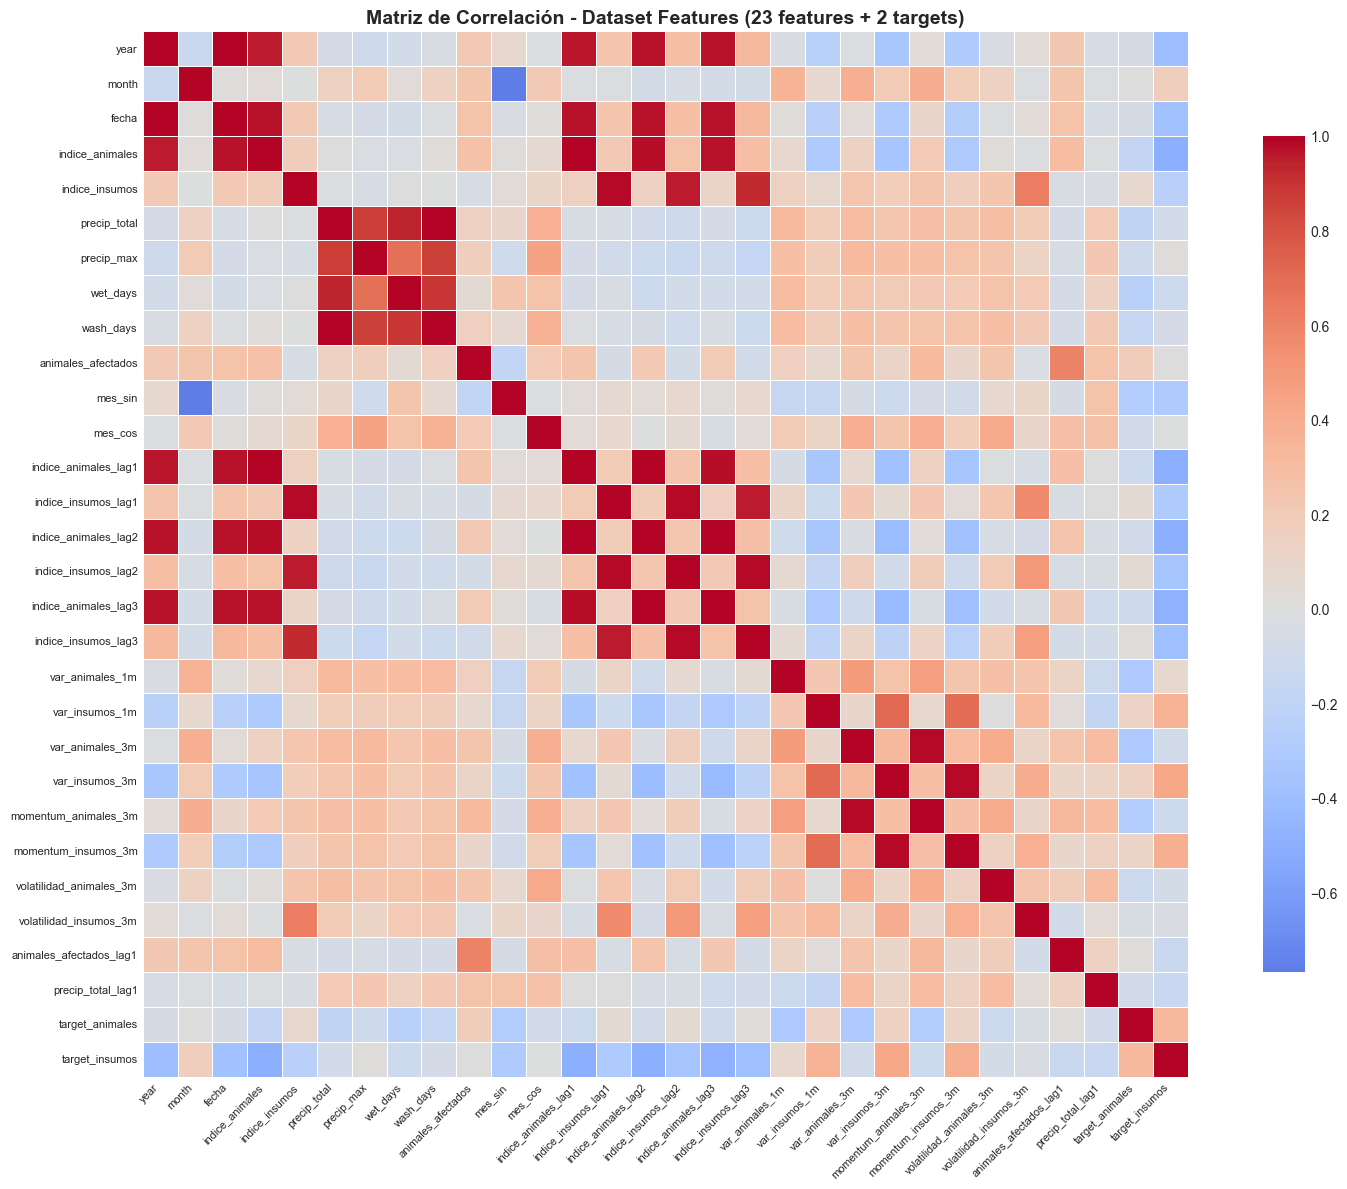 Matriz de Correlación - Dataset Features (23 features + 2 targets)
year
month
fecha
indice_animales
indice_insumos
precip_total
precip_max
wet_days
wash_days
animales_afectados
mes_sin
mes_cos
indice_animales_lag1
indice_insumos_lag1
indice_animales_lag2
indice_insumos_lag2
indice_animales_lag3
indice_insumos_lag3
var_animales_1m
var_insumos_1m
var_animales_3m
var_insumos_3m
momentum_animales_3m
momentum_insumos_3m
volatilidad_animales_3m
volatilidad_insumos_3m
animales_afectados_lag1
precip_total_lag1
target_animales
target_insumos
year
month
fecha
indice_animales
indice_insumos
precip_total
precip_max
wet_days
wash_days
animales_afectados
mes_sin
mes_cos
indice_animales_lag1
indice_insumos_lag1
indice_animales_lag2
indice_insumos_lag2
indice_animales_lag3
indice_insumos_lag3
var_animales_1m
var_insumos_1m
var_animales_3m
var_insumos_3m
momentum_animales_3m
momentum_insumos_3m
volatilidad_animales_3m
volatilidad_insumos_3m
animales_afectados_lag1
precip_total_lag1
target_animales
target_insumos
1.0
0.8
0.6
0.4
0.2
0.0
−0.2
−0.4
−0.6